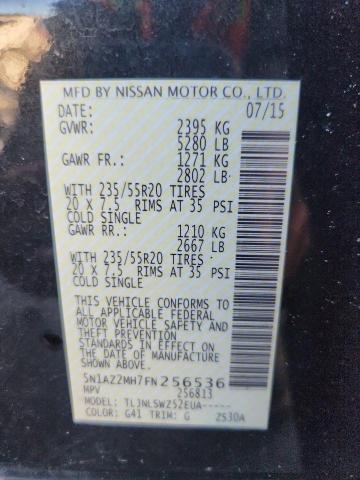 MFD BY NISSAN MOTOR CO., LTD.
DATE: 07/15
GVWR: 2395 KG
5280 LB
GAWR FR: 1271 KG
2802 LB
WITH 235/55R20 TIRES
20 X 7.5 RIMS AT 35 PSI
COLD SINGLE
GAWR RR: 1210 KG
2667 LB
WITH 235/55R20 TIRES
20 X 7.5 RIMS AT 35 PSI
COLD SINGLE
THIS VEHICLE CONFORMS TO
ALL APPLICABLE FEDERAL
MOTOR VEHICLE SAFETY AND
THEFT PREVENTION
STANDARDS IN EFFECT ON THE
DATE OF MANUFACTURE
SHOWN ABOVE.
5N1AZ2MH7FN256536
MPV 256813
MODEL: TLJNLSWZ52EUA-----
COLOR: G41 TRIM: G 2530A